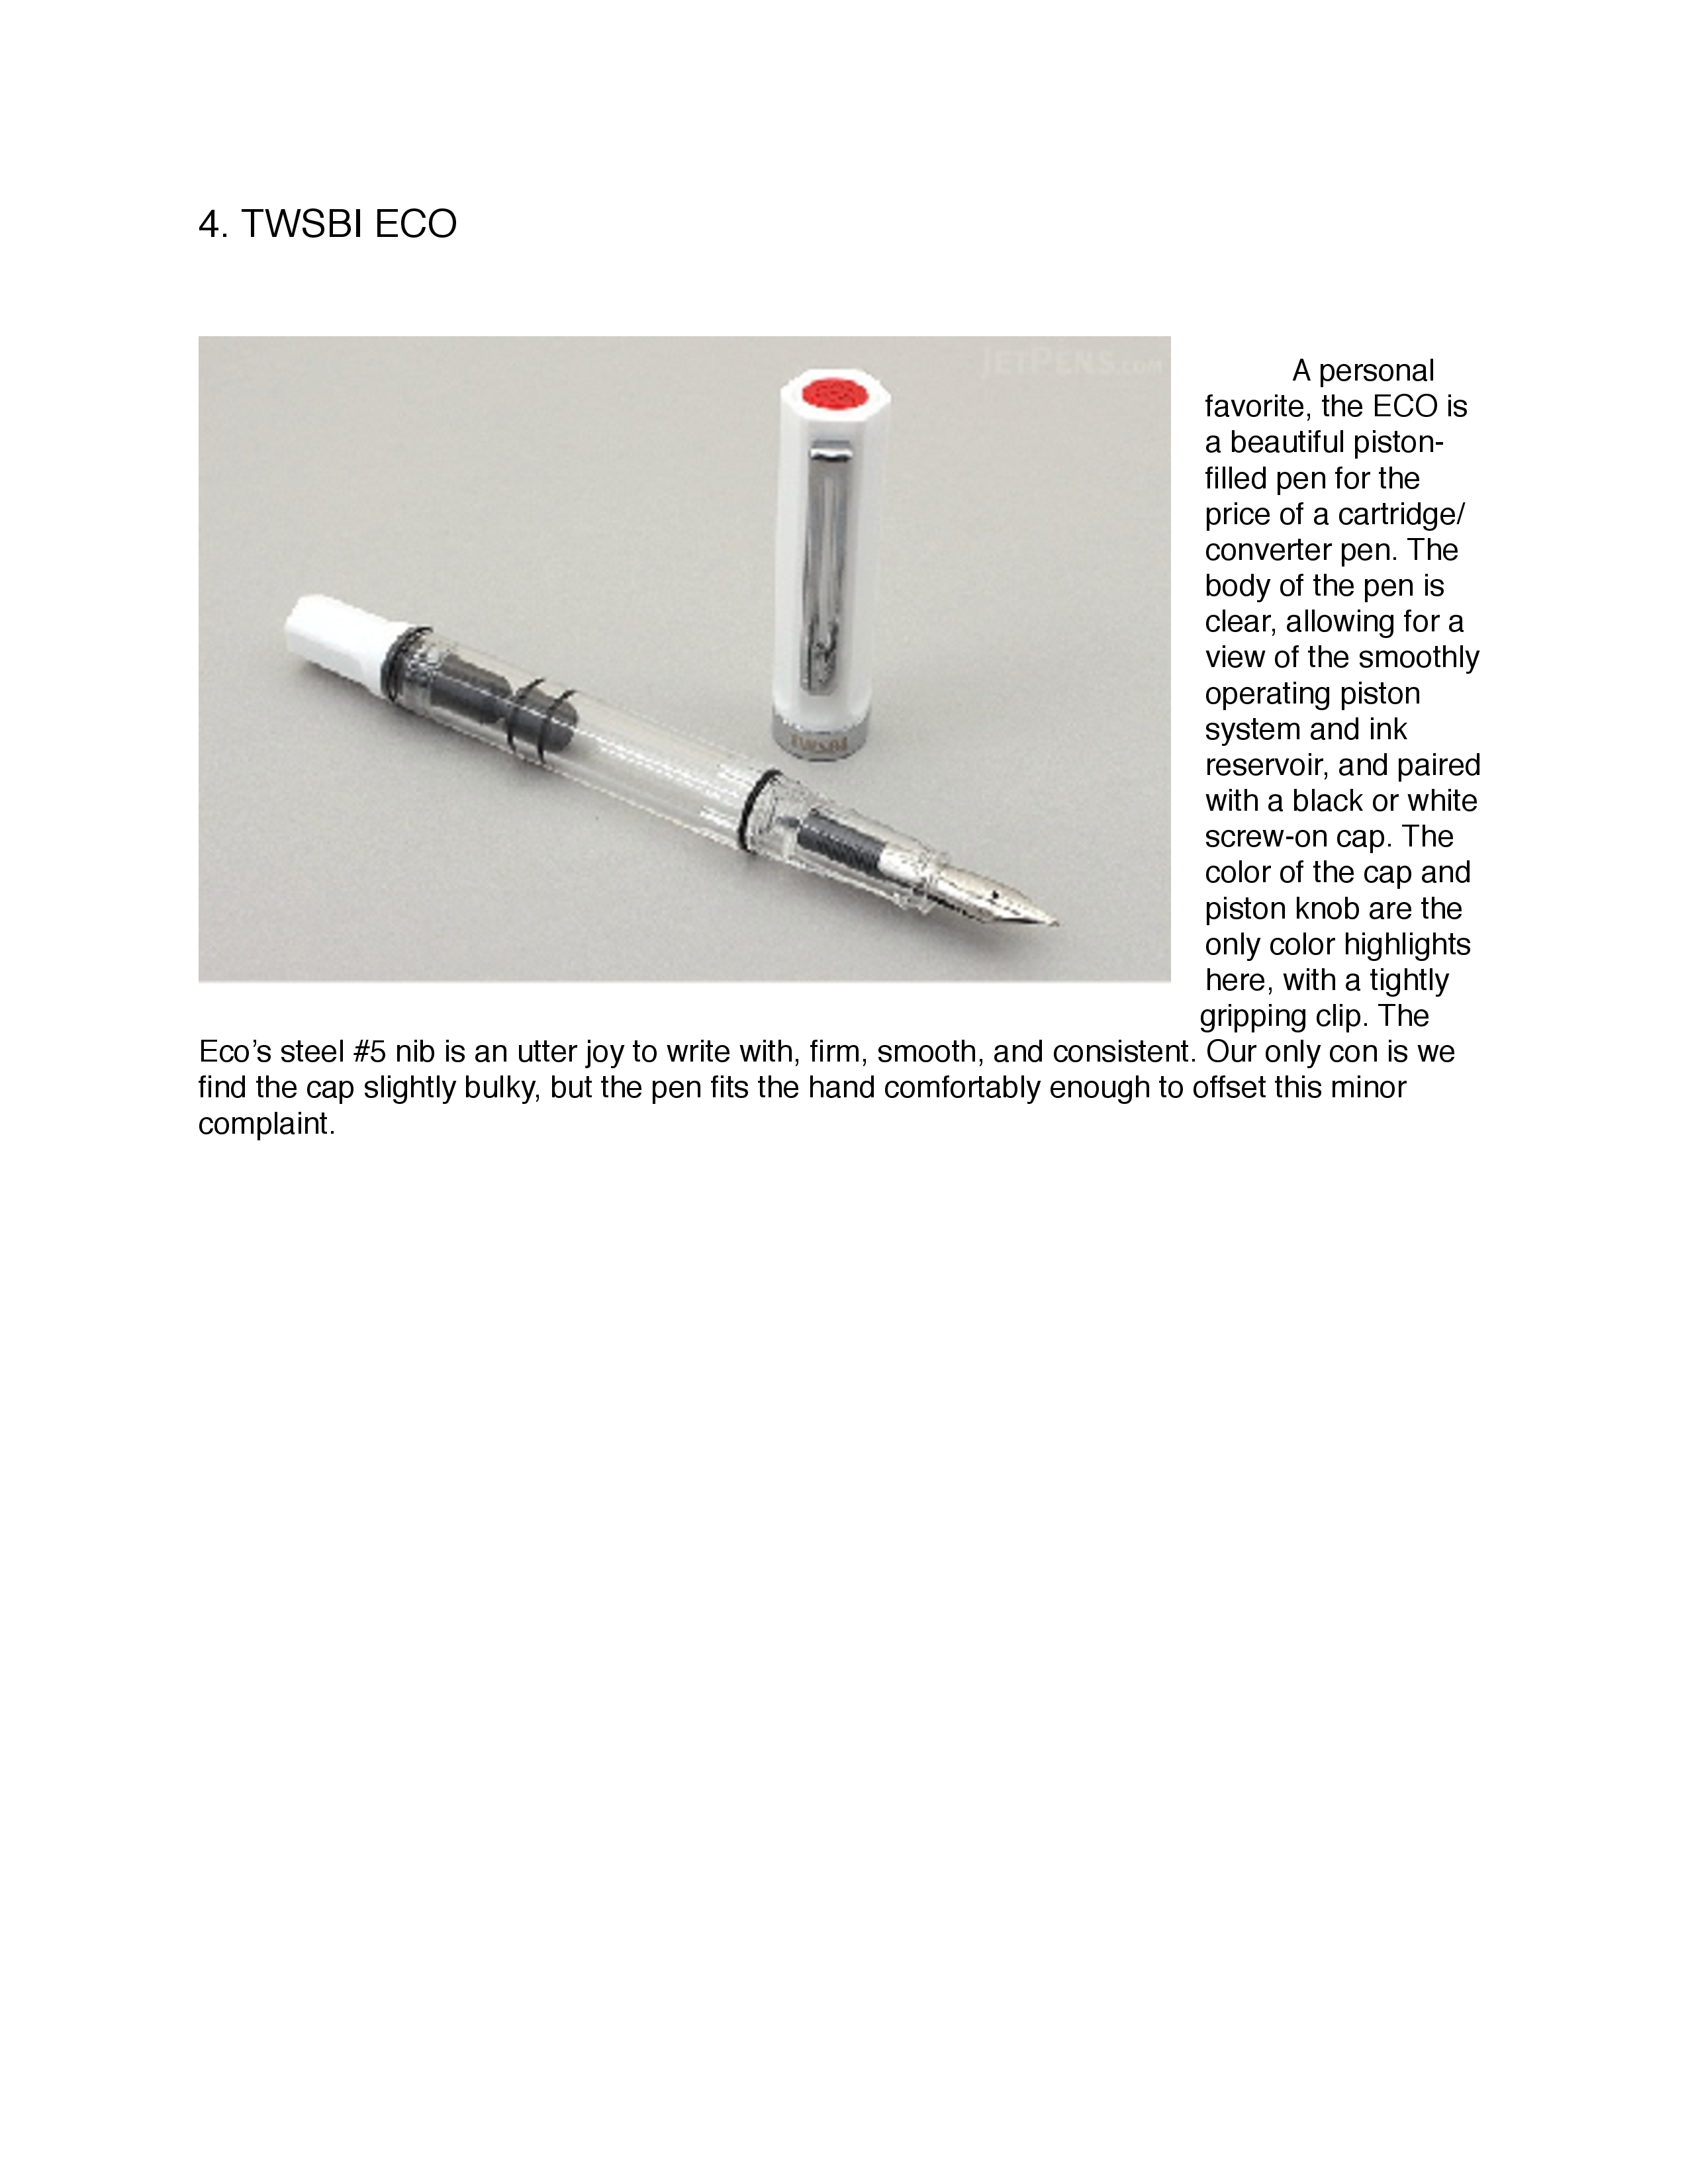 4. TWSBI ECO
JETPENS.COM
A personal
favorite, the ECO is
a beautiful piston-
filled pen for the
price of a cartridge/
converter pen. The
body of the pen is
clear, allowing for a
view of the smoothly
operating piston
system and ink
reservoir, and paired
with a black or white
screw-on cap. The
color of the cap and
piston knob are the
only color highlights
here, with a tightly
gripping clip. The
TWSBI
Eco’s steel #5 nib is an utter joy to write with, firm, smooth, and consistent. Our only con is we
find the cap slightly bulky, but the pen fits the hand comfortably enough to offset this minor
complaint.